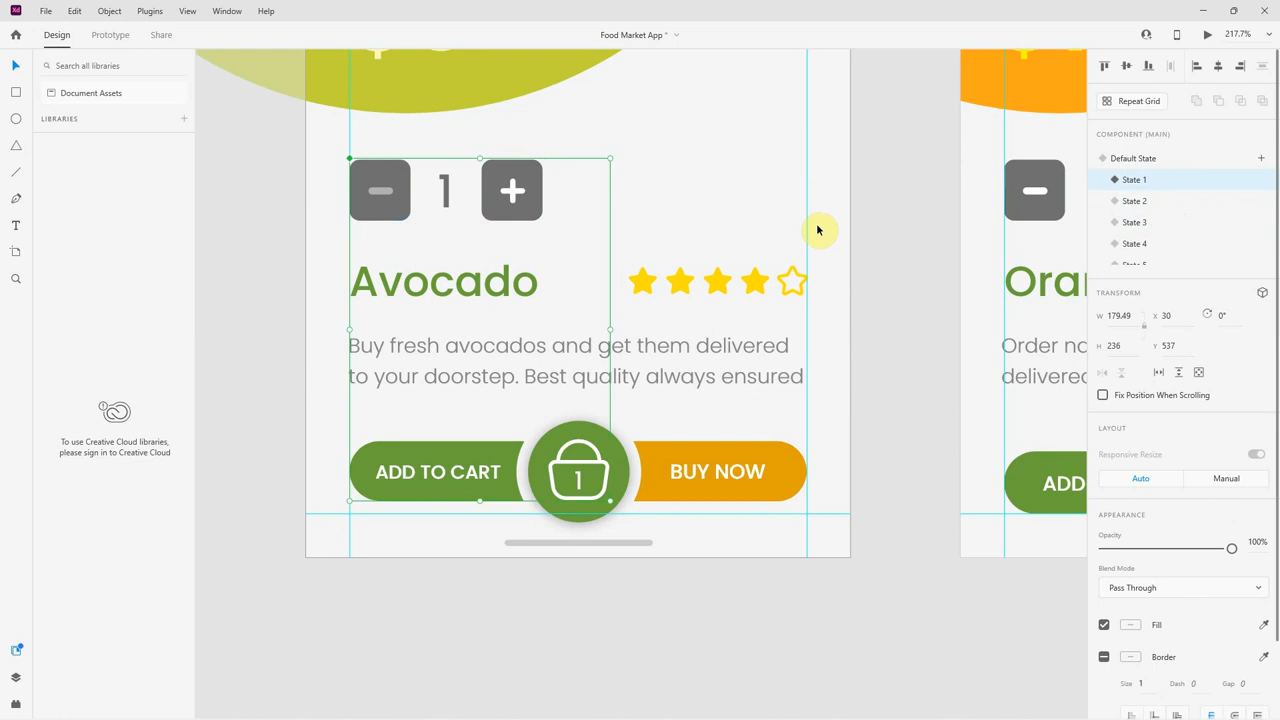 Xd
File Edit Object Plugins View Window Help
Design Prototype Share
Food Market App *
217.7%
Search all libraries
Document Assets
LIBRARIES
To use Creative Cloud libraries,
please sign in to Creative Cloud
1
Avocado
Buy fresh avocados and get them delivered
to your doorstep. Best quality always ensured
ADD TO CART
1
BUY NOW
Repeat Grid
COMPONENT (MAIN)
Default State
State 1
State 2
State 3
State 4
TRANSFORM
W 179.49 X 30 0°
H 236 Y 537
Fix Position When Scrolling
LAYOUT
Responsive Resize
Auto Manual
APPEARANCE
Opacity
100%
Blend Mode
Pass Through
Fill
Border
Size 1 Dash 0 Gap 0